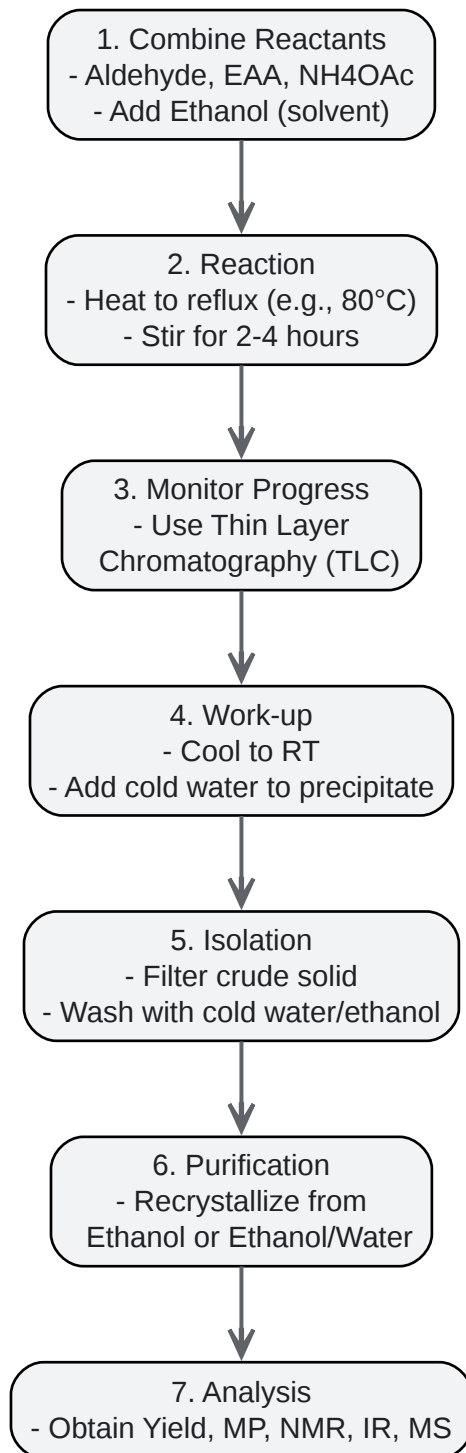 1. Combine Reactants
- Aldehyde, EAA, NH4OAc
- Add Ethanol (solvent)
2. Reaction
- Heat to reflux (e.g., 80°C)
- Stir for 2-4 hours
3. Monitor Progress
- Use Thin Layer
Chromatography (TLC)
4. Work-up
- Cool to RT
- Add cold water to precipitate
5. Isolation
- Filter crude solid
- Wash with cold water/ethanol
6. Purification
- Recrystallize from
Ethanol or Ethanol/Water
7. Analysis
- Obtain Yield, MP, NMR, IR, MS